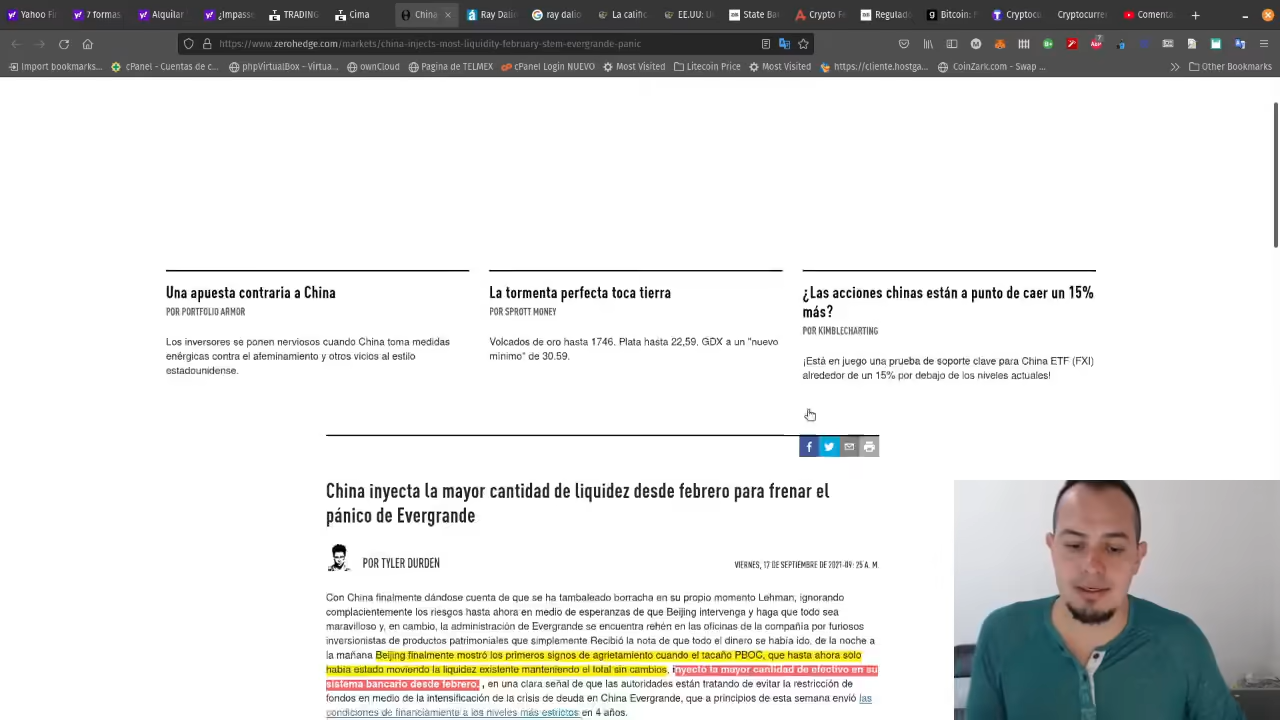 Yahoo Fi
7 formas
Alquilar
¿Impasse
TRADING
Cima
China
Ray Dalio
ray dalio
La califi
EE.UU:
State Ba
Crypto F
Regulad
Bitcoin:
Cryptocu
Cryptocurre
Comenta
https://www.zerohedge.com/markets/china-injects-most-liquidity-february-stem-evergrande-panic
Import bookmarks...
cPanel - Cuentas de c...
phpVirtualBox - Virtua...
ownCloud
Pagina de TELMEX
cPanel Login NUEVO
Most Visited
Litecoin Price
Most Visited
https://cliente.hostga...
CoinZark.com - Swap ...
Other Bookmarks
Una apuesta contraria a China
POR PORTFOLIO ARMOR
Los inversores se ponen nerviosos cuando China toma medidas
enérgicas contra el afeminamiento y otros vicios al estilo
estadounidense.
La tormenta perfecta toca tierra
POR SPROTT MONEY
Volcados de oro hasta 1746. Plata hasta 22,59. GDX a un "nuevo
mínimo" de 30.59.
¿Las acciones chinas están a punto de caer un 15%
más?
POR KIMBLECHARTING
¡Está en juego una prueba de soporte clave para China ETF (FXI)
alrededor de un 15% por debajo de los niveles actuales!
China inyecta la mayor cantidad de liquidez desde febrero para frenar el
pánico de Evergrande
POR TYLER DURDEN
VIERNES, 17 DE SEPTIEMBRE DE 2021-09: 25 A. M.
Con China finalmente dándose cuenta de que se ha tambaleado borracha en su propio momento Lehman, ignorando
complacientemente los riesgos hasta ahora en medio de esperanzas de que Beijing intervenga y haga que todo sea
maravilloso y, en cambio, la administración de Evergrande se encuentra rehén en las oficinas de la compañía por furiosos
inversionistas de productos patrimoniales que simplemente Recibió la nota de que todo el dinero se había ido, de la noche a
la mañana Beijing finalmente mostró los primeros signos de agrietamiento cuando el tacaño PBOC, que hasta ahora solo
había estado moviendo la liquidez existente manteniendo el total sin cambios, inyectó la mayor cantidad de efectivo en su
sistema bancario desde febrero, , en una clara señal de que las autoridades están tratando de evitar la restricción de
fondos en medio de la intensificación de la crisis de deuda en China Evergrande, que a principios de esta semana envió las
condiciones de financiamiento a los niveles más estrictos en 4 años.